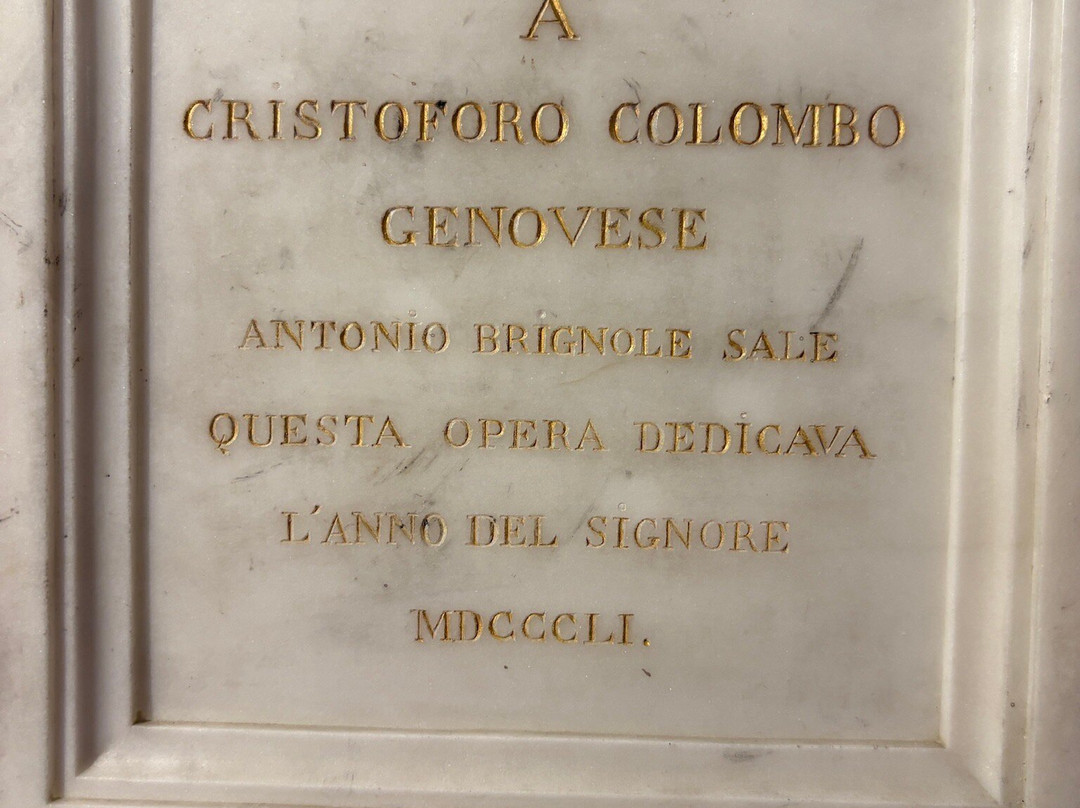 A
CRISTOFORO COLOMBO
GENOVESE
ANTONIO BRIGNOLE SALE
QUESTA OPERA DEDICAVA
L'ANNO DEL SIGNORE
MDCCCLI.